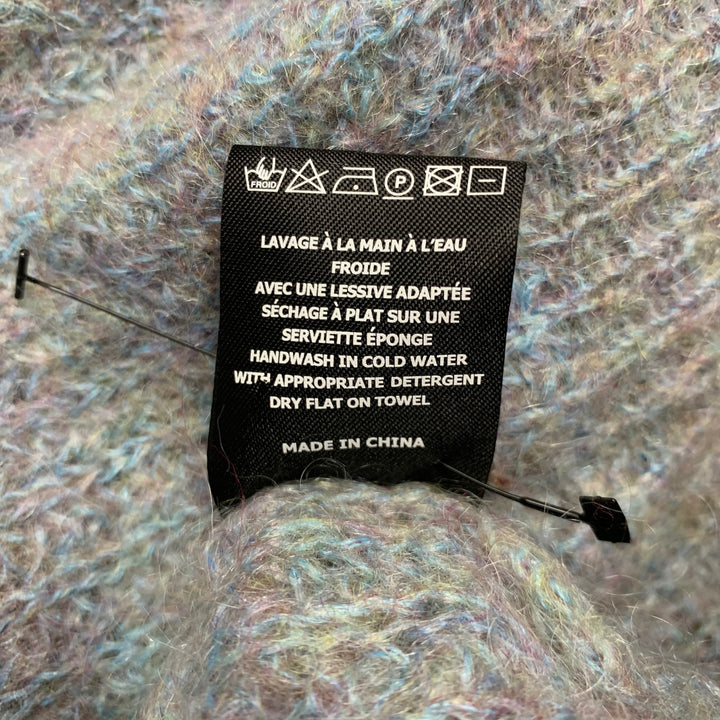 FROID
P
LAVAGE À LA MAIN À L'EAU
FROIDE
AVEC UNE LESSIVE ADAPTÉE
SÉCHAGE À PLAT SUR UNE
SERVIETTE ÉPONGE
HANDWASH IN COLD WATER
WITH APPROPRIATE DETERGENT
DRY FLAT ON TOWEL
MADE IN CHINA